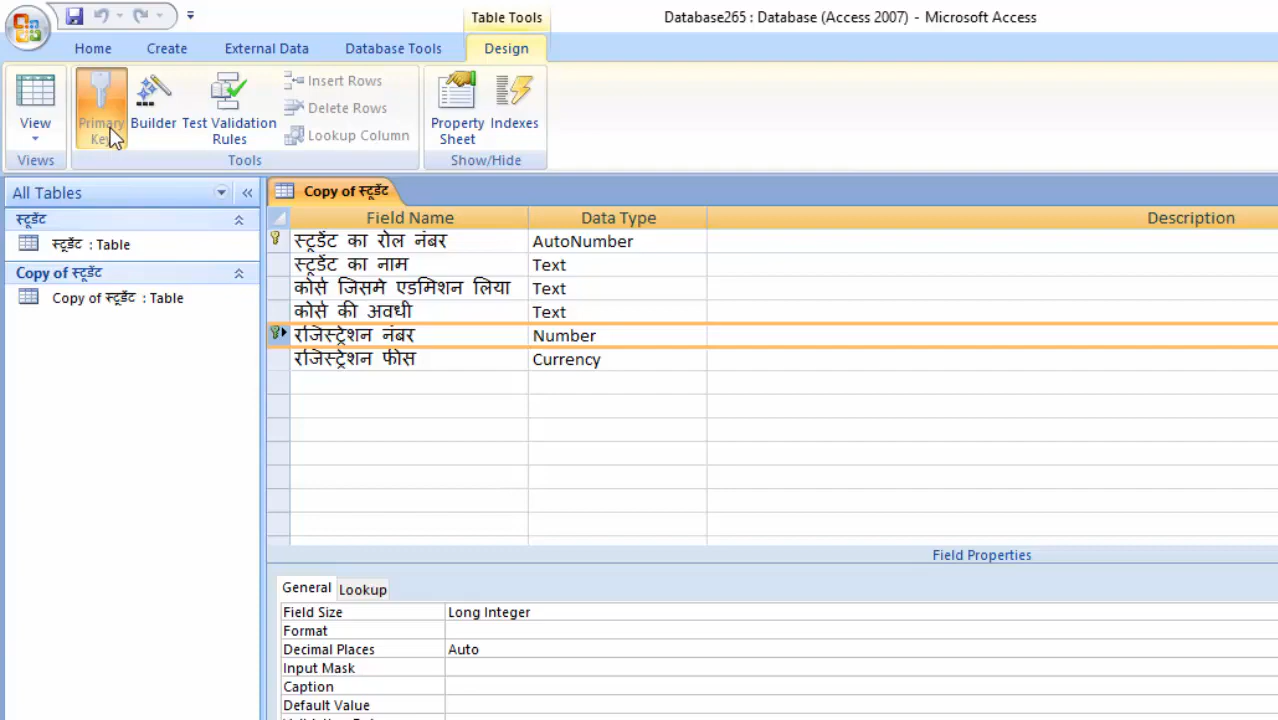 Table Tools
Database265 : Database (Access 2007) - Microsoft Access
Home Create External Data Database Tools Design
View
Primary Key
Builder
Test Validation Rules
Insert Rows
Delete Rows
Lookup Column
Property Sheet
Indexes
Views Tools Show/Hide
All Tables
स्टूडेंट
स्टूडेंट : Table
Copy of स्टूडेंट
Copy of स्टूडेंट : Table
Copy of स्टूडेंट
Field Name Data Type Description
स्टूडेंट का रोल नंबर AutoNumber
स्टूडेंट का नाम Text
कोर्स जिसमे एडमिशन लिया Text
कोर्स की अवधी Text
रजिस्ट्रेशन नंबर Number
रजिस्ट्रेशन फीस Currency
Field Properties
General Lookup
Field Size Long Integer
Format
Decimal Places Auto
Input Mask
Caption
Default Value